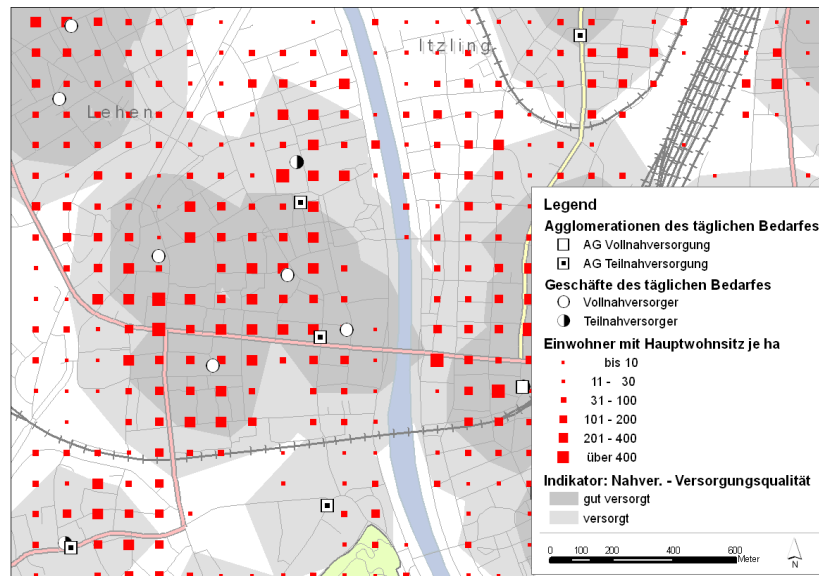 Itzling
Lehen
Legend
Agglomerationen des täglichen Bedarfes
AG Vollnahversorgung
AG Teilnahversorgung
Geschäfte des täglichen Bedarfes
Vollnahversorger
Teilnahversorger
Einwohner mit Hauptwohnsitz je ha
bis 10
11 - 30
31 - 100
101 - 200
201 - 400
über 400
Indikator: Nahver. - Versorgungsqualität
gut versorgt
versorgt
0 100 200 400 600
Meter
N